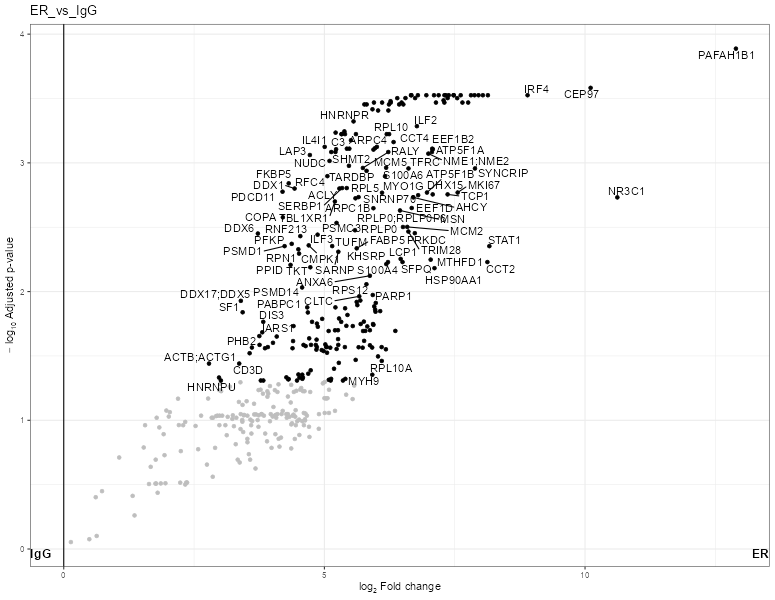 ER_vs_IgG
4
PAFAH1B1
IRF4
CEP97
HNRNPR
ILF2
RPL10
IL4I1
C3
ARPC4
CCT4
EEF1B2
LAP3
RALY
ATP5F1A
3
NUDC
SHMT2
MCM5
TFRC
NME1;NME2
FKBP5
TARDBP
S100A6
ATP5F1B
SYNCRIP
DDX1
RFC4
RPL5
MYO1G
DHX15
MKI67
NR3C1
PDCD11
ACLY
SNRNP70
TCP1
SERBP1
ARPC1B
EEF1D
AHCY
COPA
TBL1XR1
RPLP0;RPLP0P6
MSN
DDX6
RNF213
PSMC3
RPLP0
MCM2
PFKP
ILF3
TUFM
FABP5
PRKDC
STAT1
PSMD1
RPN1
CMPK1
KHSRP
LCP1
TRIM28
PPID
TKT
SARNP
S100A4
SFPQ
MTHFD1
CCT2
ANXA6
HSP90AA1
2
DDX17;DDX5
PSMD14
RPS12
PARP1
SF1
PABPC1
CLTC
DIS3
IARS1
PHB2
ACTB;ACTG1
CD3D
RPL10A
HNRNPU
MYH9
1
0
IgG
ER
0
5
10
log2 Fold change
− log10 Adjusted p-value